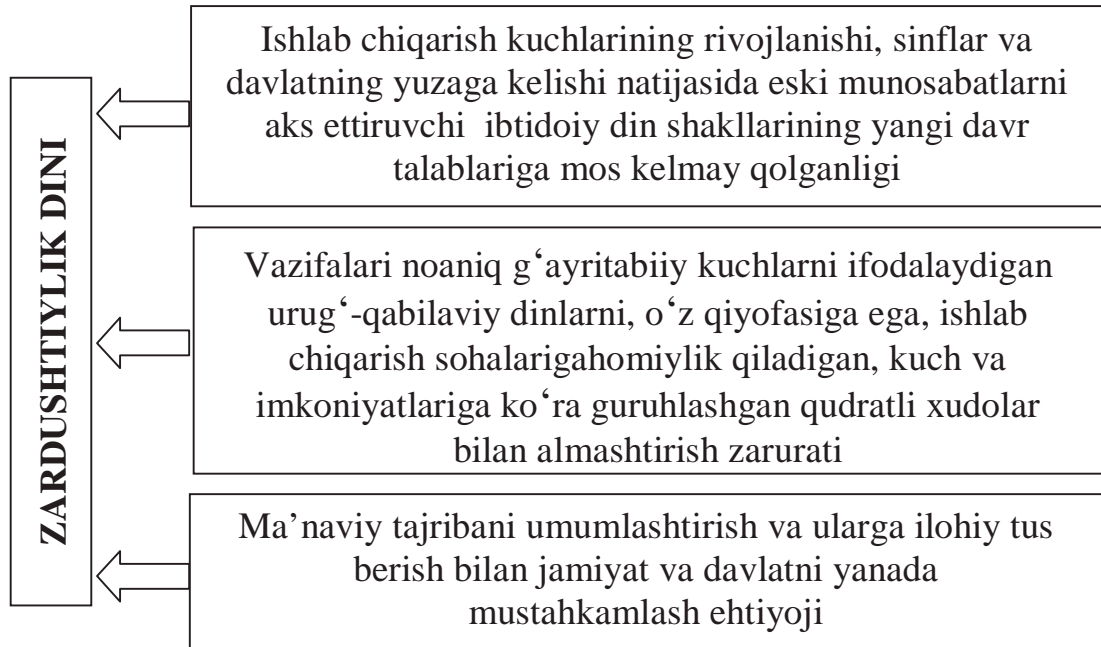 ZARDUSHTIYLIK DINI
Ishlab chiqarish kuchlarining rivojlanishi, sinflar va
davlatning yuzaga kelishi natijasida eski munosabatlarni
aks ettiruvchi ibtidoiy din shakllarining yangi davr
talablariga mos kelmay qolganligi
Vazifalari noaniq g‘ayritabiiy kuchlarni ifodalaydigan
urug‘-qabilaviy dinlarni, o‘z qiyofasiga ega, ishlab
chiqarish sohalarigahomiylik qiladigan, kuch va
imkoniyatlariga ko‘ra guruhlashgan qudratli xudolar
bilan almashtirish zarurati
Ma’naviy tajribani umumlashtirish va ularga ilohiy tus
berish bilan jamiyat va davlatni yanada
mustahkamlash ehtiyoji